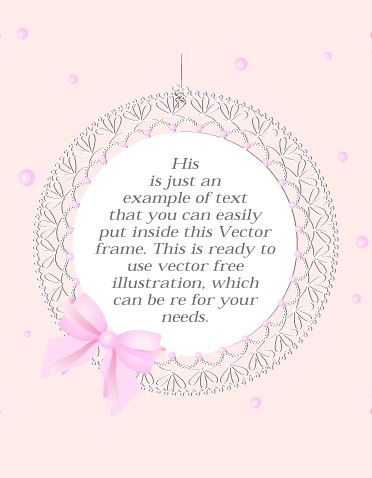 His
is just an
example of text
that you can easily
put inside this Vector
frame. This is ready to
use vector free
illustration, which
can be re for your
needs.